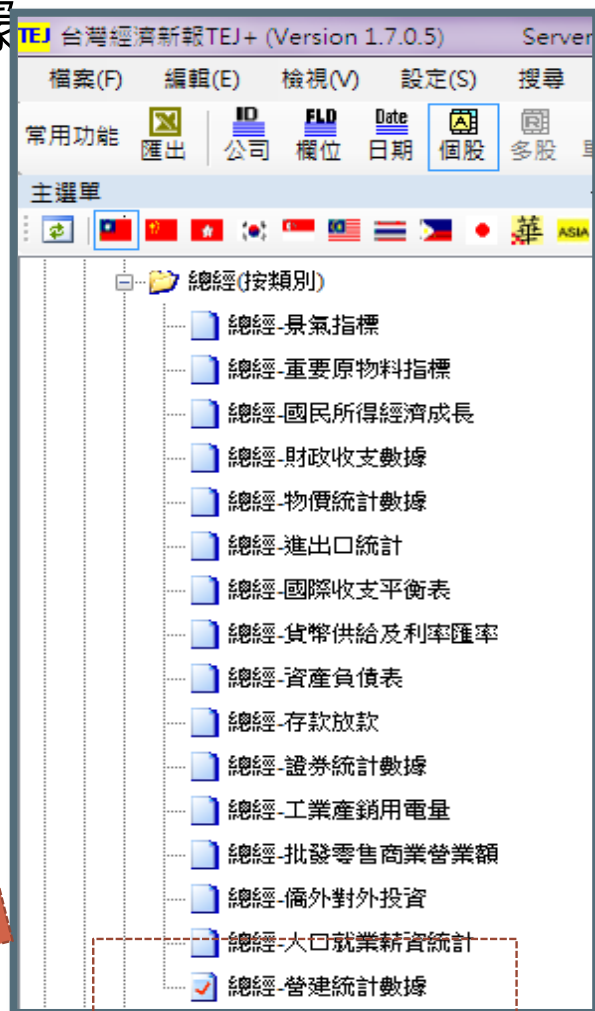 TEJ 台灣經濟新報TEJ+ (Version 1.7.0.5) Server
檔案(F) 編輯(E) 檢視(V) 設定(S) 搜尋
常用功能 匯出 ID 公司 FLD 欄位 Date 日期 A 個股 R 多股
主選單
華 ASIA
總經(按類別)
總經-景氣指標
總經-重要原物料指標
總經-國民所得經濟成長
總經-財政收支數據
總經-物價統計數據
總經-進出口統計
總經-國際收支平衡表
總經-貨幣供給及利率匯率
總經-資產負債表
總經-存款放款
總經-證券統計數據
總經-工業產銷用電量
總經-批發零售商業營業額
總經-僑外對外投資
總經-人口就業薪資統計
總經-營建統計數據